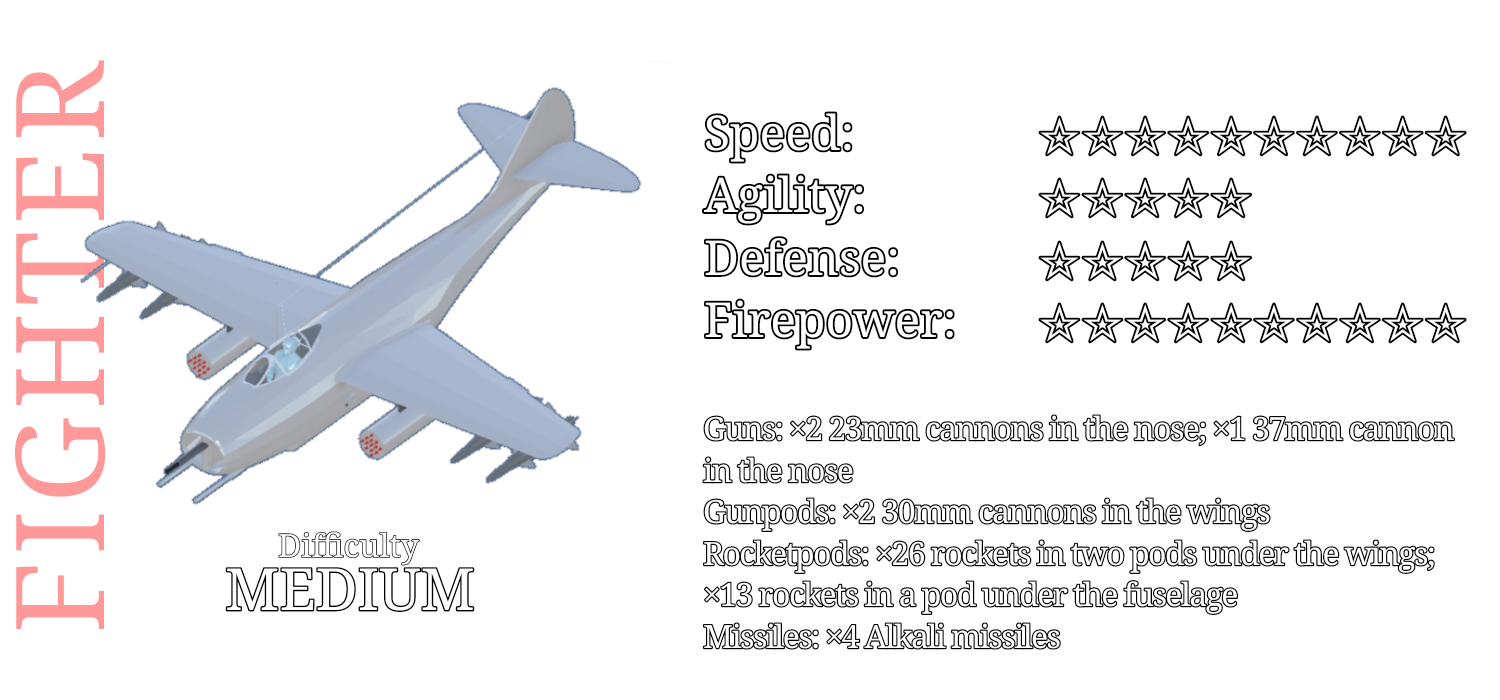 FIGHTER
Difficulty
MEDIUM
Speed: ☆☆☆☆☆☆☆☆☆☆
Agility: ☆☆☆☆☆
Defense: ☆☆☆☆☆
Firepower: ☆☆☆☆☆☆☆☆☆☆
Guns: ×2 23mm cannons in the nose; ×1 37mm cannon
in the nose
Gunpods: ×2 30mm cannons in the wings
Rocketpods: ×26 rockets in two pods under the wings;
×13 rockets in a pod under the fuselage
Missiles: ×4 Alkali missiles